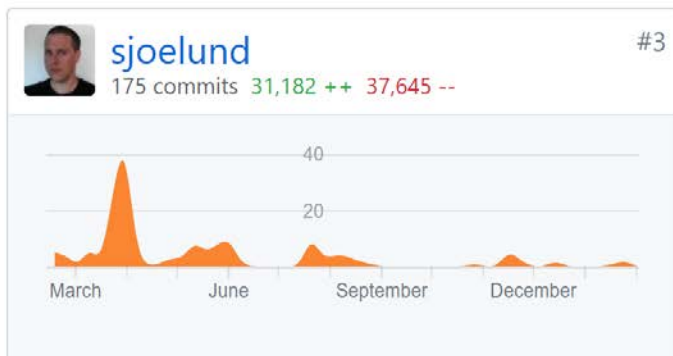 sjoelund
#3
175 commits 31,182 ++ 37,645 --
40
20
March June September December